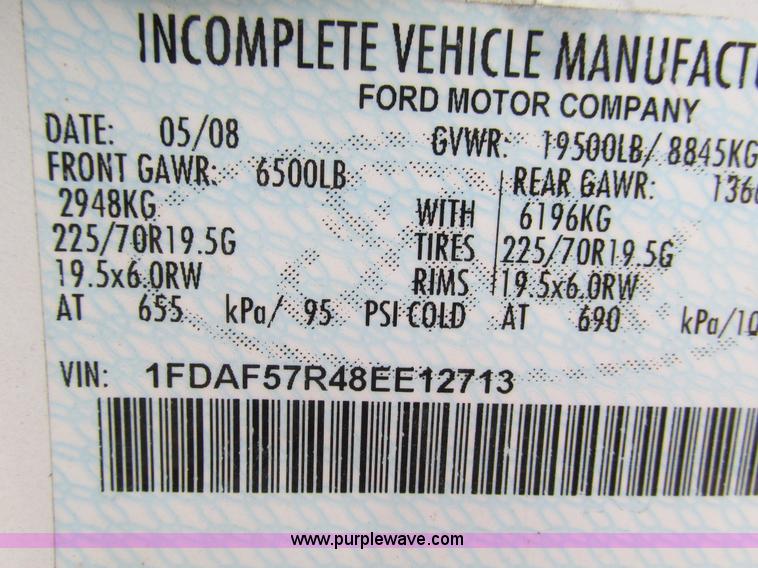 INCOMPLETE VEHICLE
FORD MOTOR COMPANY
DATE: 05/08 GVWR: 19500LB/ 8845KG
FRONT GAWR: 6500LB REAR GAWR:
2948KG WITH 6196KG
225/70R19.5G TIRES 225/70R19.5G
19.5x6.0RW RIMS 19.5x6.0RW
AT 655 kPa/ 95 PSI COLD AT 690 kPa/
VIN: 1FDAF57R48EE12713
www.purplewave.com